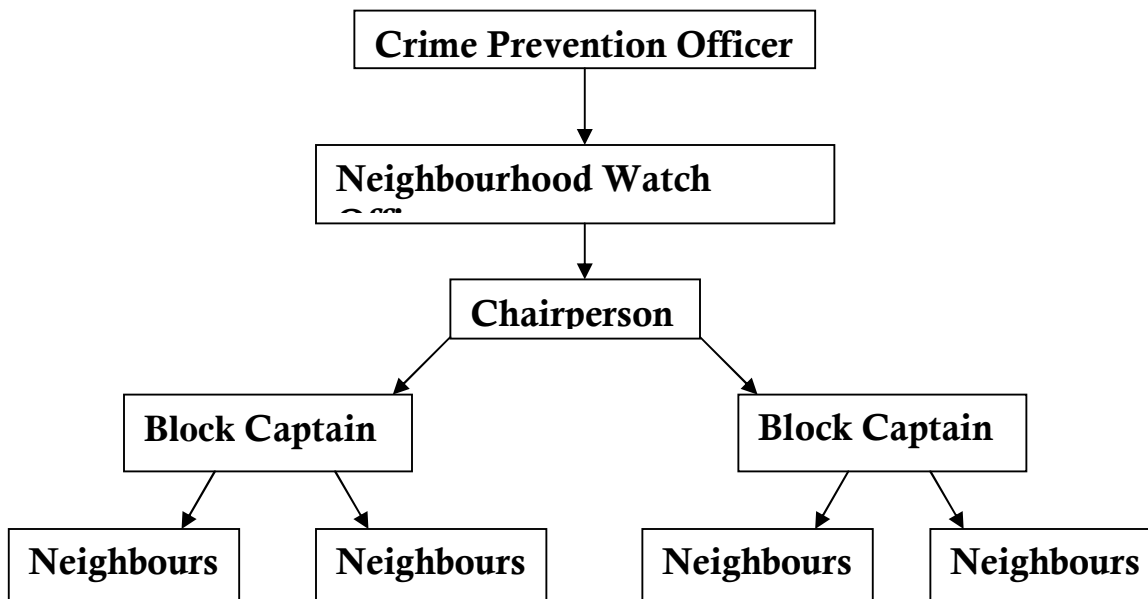 Crime Prevention Officer
Neighbourhood Watch
Chairperson
Block Captain
Block Captain
Neighbours
Neighbours
Neighbours
Neighbours